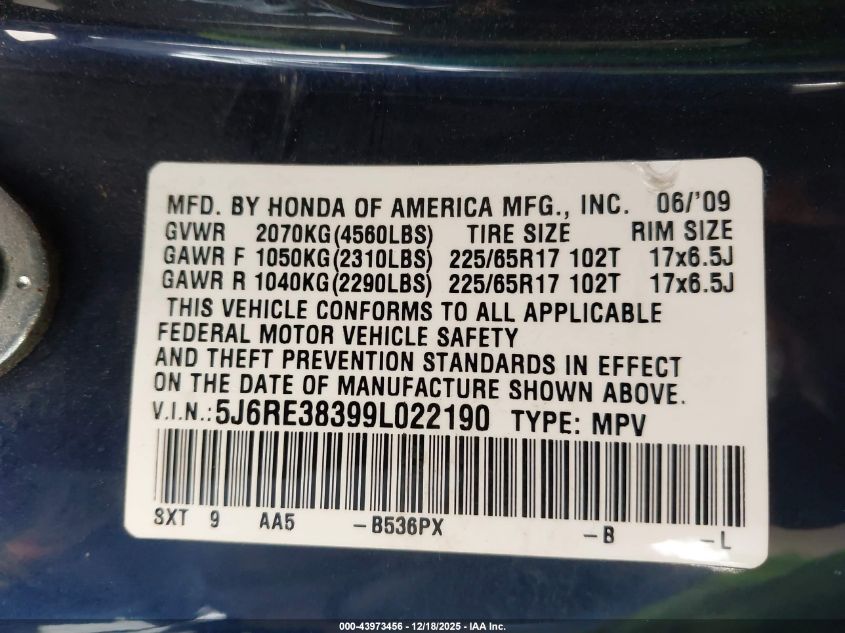 MFD. BY HONDA OF AMERICA MFG., INC. 06/'09
GVWR 2070KG(4560LBS) TIRE SIZE RIM SIZE
GAWR F 1050KG(2310LBS) 225/65R17 102T 17x6.5J
GAWR R 1040KG(2290LBS) 225/65R17 102T 17x6.5J
THIS VEHICLE CONFORMS TO ALL APPLICABLE
FEDERAL MOTOR VEHICLE SAFETY
AND THEFT PREVENTION STANDARDS IN EFFECT
ON THE DATE OF MANUFACTURE SHOWN ABOVE.
V.I.N.: 5J6RE38399L022190 TYPE: MPV
SXT 9 AA5 -B536PX -B -L
000-43973456 - 12/18/2025 - IAA Inc.